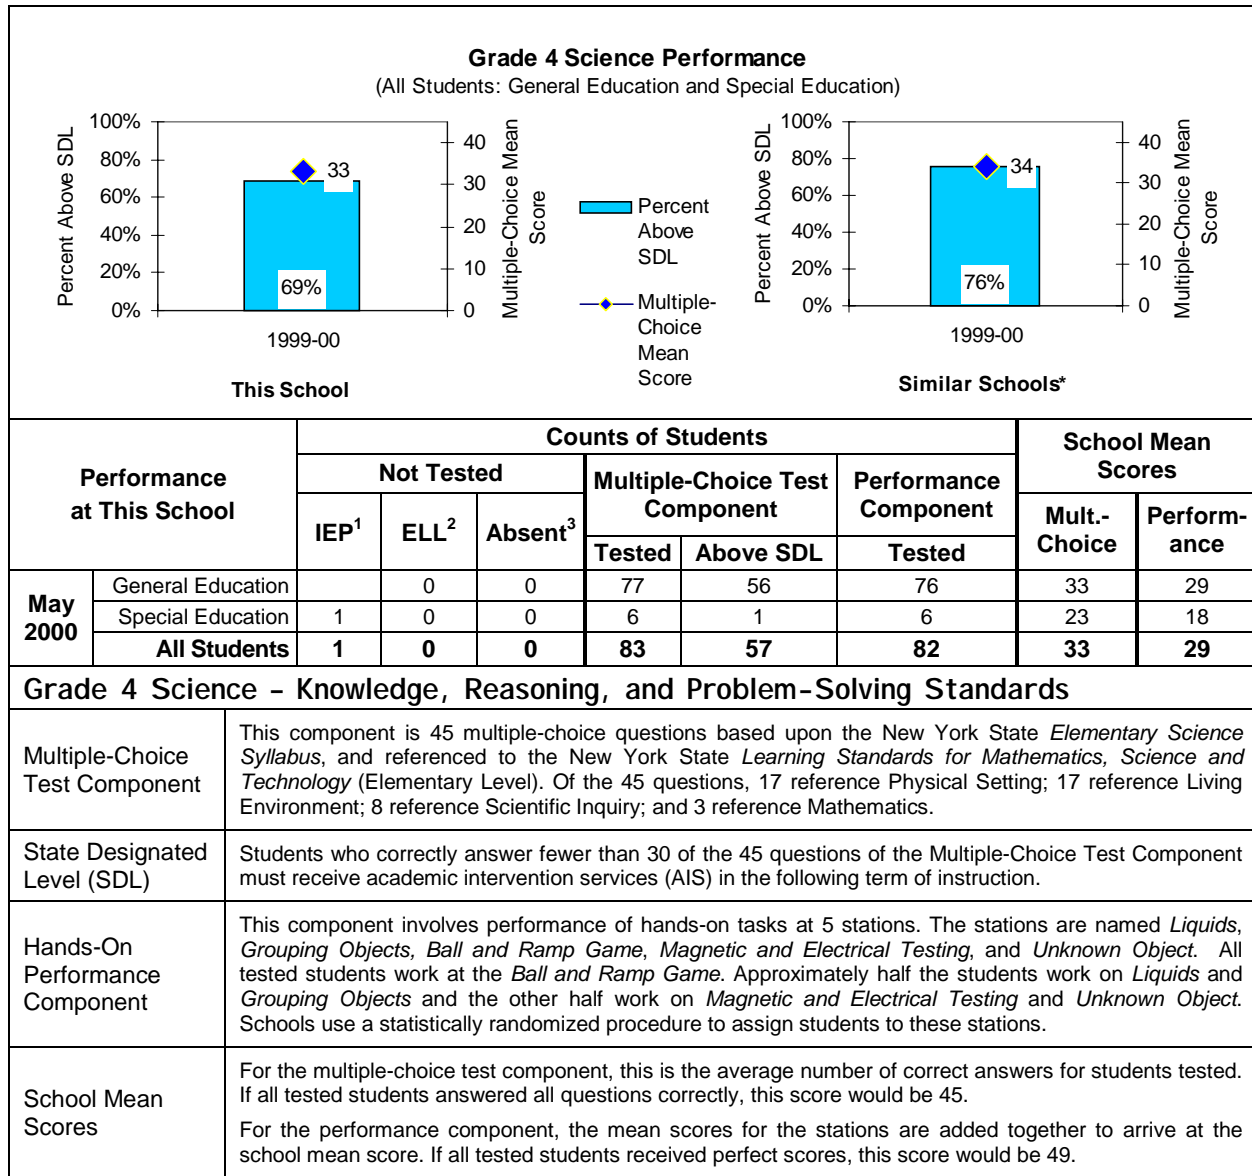 Grade 4 Science Performance
(All Students: General Education and Special Education)
Percent Above SDL
100%
80%
60%
40%
20%
0%
33
69%
40
30
20
10
0
Multiple-Choice Mean
Score
1999-00
This School
Percent
Above
SDL
Multiple-
Choice
Mean
Score
Percent Above SDL
100%
80%
60%
40%
20%
0%
34
76%
40
30
20
10
0
Multiple-Choice Mean
Score
1999-00
Similar Schools*
Performance
at This School
Counts of Students
School Mean
Scores
Not Tested
Multiple-Choice Test
Component
Performance
Component
IEP1 ELL2 Absent3
Mult.-
Choice
Perform-
ance
Tested Above SDL Tested
May
2000
General Education 0 0 77 56 76 33 29
Special Education 1 0 0 6 1 6 23 18
All Students 1 0 0 83 57 82 33 29
Grade 4 Science – Knowledge, Reasoning, and Problem-Solving Standards
Multiple-Choice
Test Component
This component is 45 multiple-choice questions based upon the New York State Elementary Science
Syllabus, and referenced to the New York State Learning Standards for Mathematics, Science and
Technology (Elementary Level). Of the 45 questions, 17 reference Physical Setting; 17 reference Living
Environment; 8 reference Scientific Inquiry; and 3 reference Mathematics.
State Designated
Level (SDL)
Students who correctly answer fewer than 30 of the 45 questions of the Multiple-Choice Test Component
must receive academic intervention services (AIS) in the following term of instruction.
Hands-On
Performance
Component
This component involves performance of hands-on tasks at 5 stations. The stations are named Liquids,
Grouping Objects, Ball and Ramp Game, Magnetic and Electrical Testing, and Unknown Object. All
tested students work at the Ball and Ramp Game. Approximately half the students work on Liquids and
Grouping Objects and the other half work on Magnetic and Electrical Testing and Unknown Object.
Schools use a statistically randomized procedure to assign students to these stations.
School Mean
Scores
For the multiple-choice test component, this is the average number of correct answers for students tested.
If all tested students answered all questions correctly, this score would be 45.
For the performance component, the mean scores for the stations are added together to arrive at the
school mean score. If all tested students received perfect scores, this score would be 49.